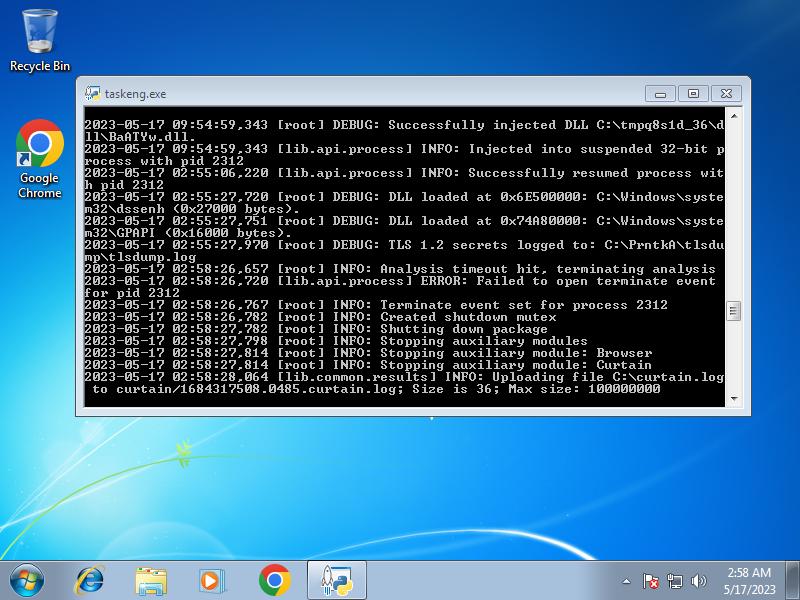 Recycle Bin
Google
Chrome
taskeng.exe
2023-05-17 09:54:59,343 [root] DEBUG: Successfully injected DLL C:\tmpq8s1d_36\d
ll\BaATYw.dll.
2023-05-17 09:54:59,343 [lib.api.process] INFO: Injected into suspended 32-bit p
rocess with pid 2312
2023-05-17 02:55:06,220 [lib.api.process] INFO: Successfully resumed process wit
h pid 2312
2023-05-17 02:55:27,720 [root] DEBUG: DLL loaded at 0x6E500000: C:\Windows\syste
m32\dssenh (0x27000 bytes).
2023-05-17 02:55:27,751 [root] DEBUG: DLL loaded at 0x74A80000: C:\Windows\syste
m32\GPAPI (0x16000 bytes).
2023-05-17 02:55:27,970 [root] DEBUG: TLS 1.2 secrets logged to: C:\PrntkA\tlsdu
mp\tlsdump.log
2023-05-17 02:58:26,657 [root] INFO: Analysis timeout hit, terminating analysis
2023-05-17 02:58:26,720 [lib.api.process] ERROR: Failed to open terminate event
for pid 2312
2023-05-17 02:58:26,767 [root] INFO: Terminate event set for process 2312
2023-05-17 02:58:26,782 [root] INFO: Created shutdown mutex
2023-05-17 02:58:27,782 [root] INFO: Shutting down package
2023-05-17 02:58:27,798 [root] INFO: Stopping auxiliary modules
2023-05-17 02:58:27,814 [root] INFO: Stopping auxiliary module: Browser
2023-05-17 02:58:27,814 [root] INFO: Stopping auxiliary module: Curtain
2023-05-17 02:58:28,064 [lib.common.results] INFO: Uploading file C:\curtain.log
to curtain/1684317508.0485.curtain.log; Size is 36; Max size: 100000000
2:58 AM
5/17/2023